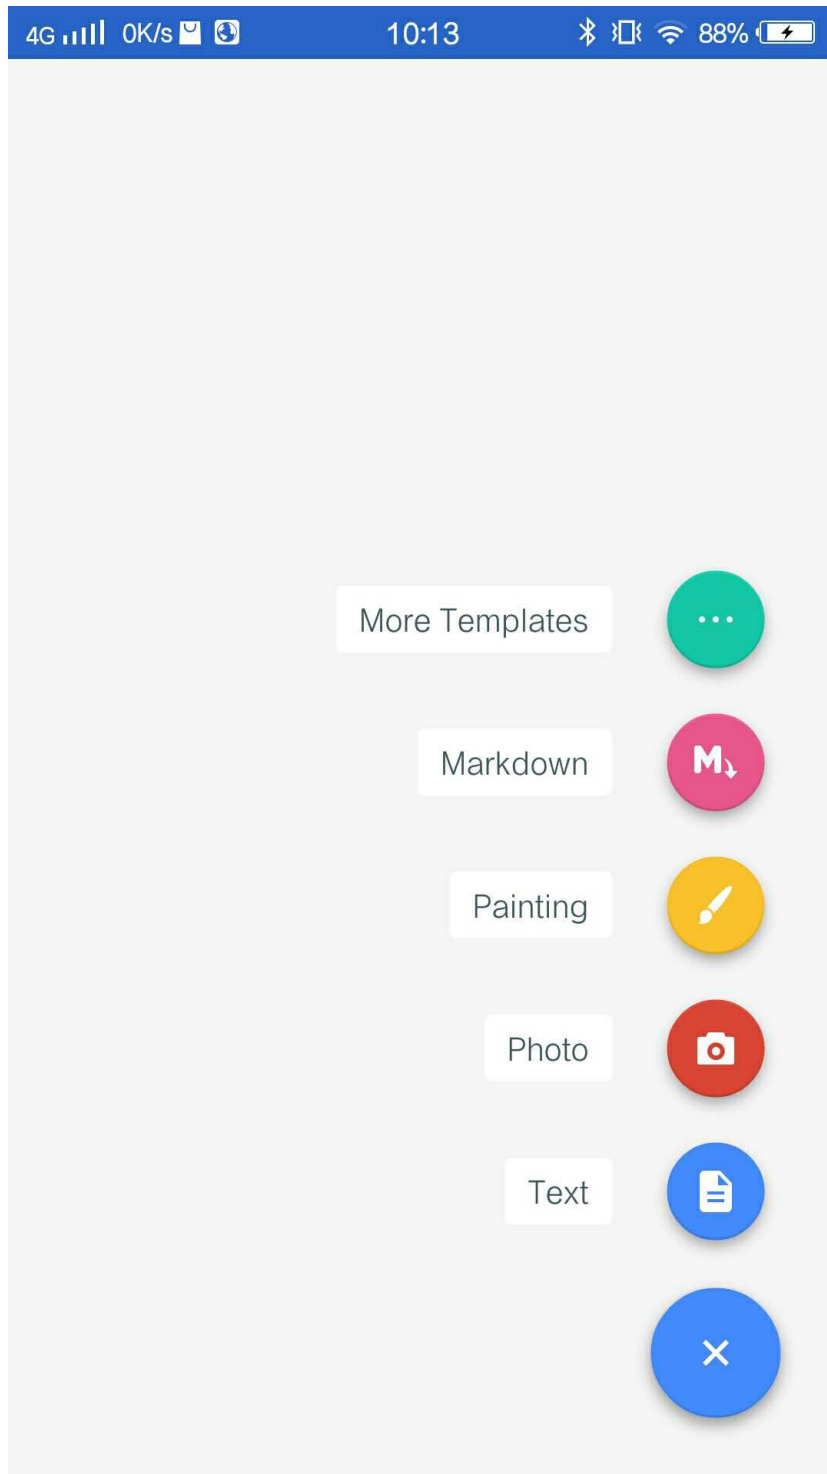 4G 0K/s 10:13 88%
More Templates
Markdown
M
Painting
Photo
Text